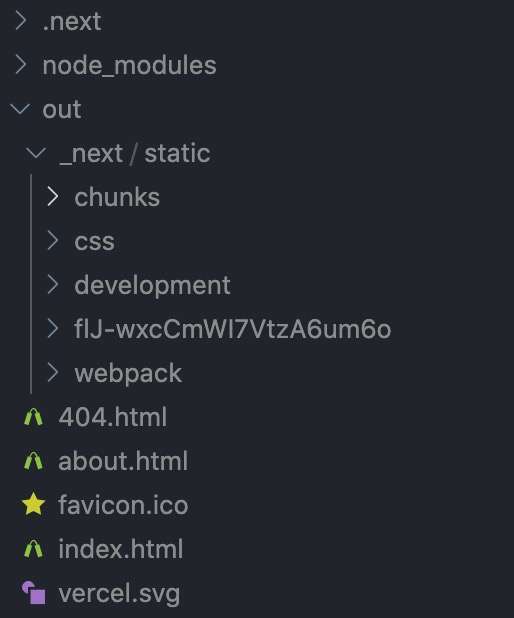 .next
node_modules
out
_next / static
chunks
css
development
flJ-wxcCmWI7VtzA6um6o
webpack
404.html
about.html
favicon.ico
index.html
vercel.svg